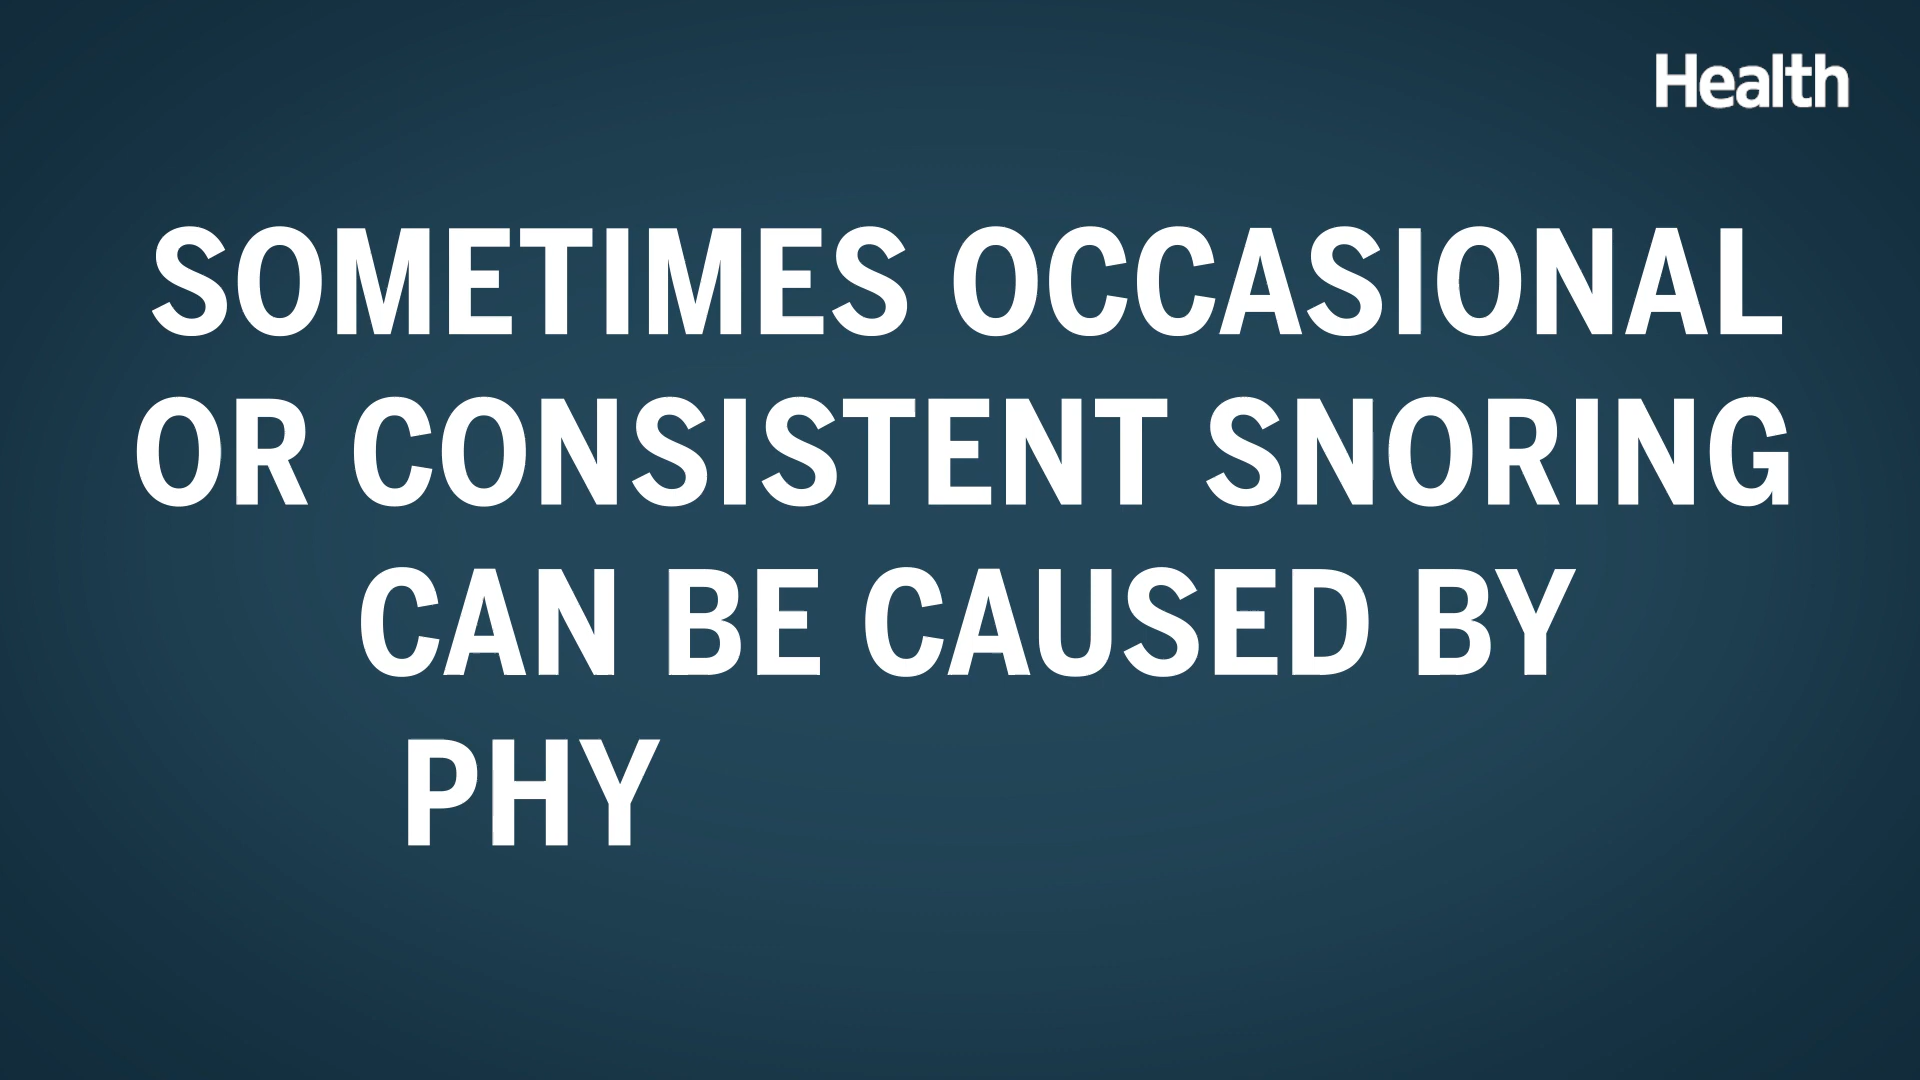 Health
SOMETIMES OCCASIONAL
OR CONSISTENT SNORING
CAN BE CAUSED BY
PHY